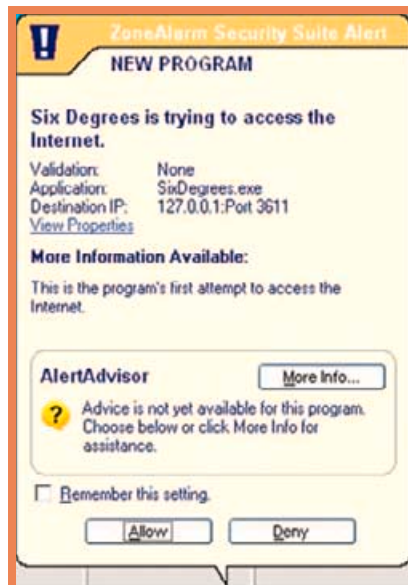 ZoneAlarm Security Suite Alert
NEW PROGRAM
Six Degrees is trying to access the
Internet.
Validation: None
Application: SixDegrees.exe
Destination IP: 127.0.0.1:Port 3611
View Properties
More Information Available:
This is the program's first attempt to access the
Internet.
AlertAdvisor More Info...
Advice is not yet available for this program.
Choose below or click More Info for
assistance.
Remember this setting.
Allow Deny